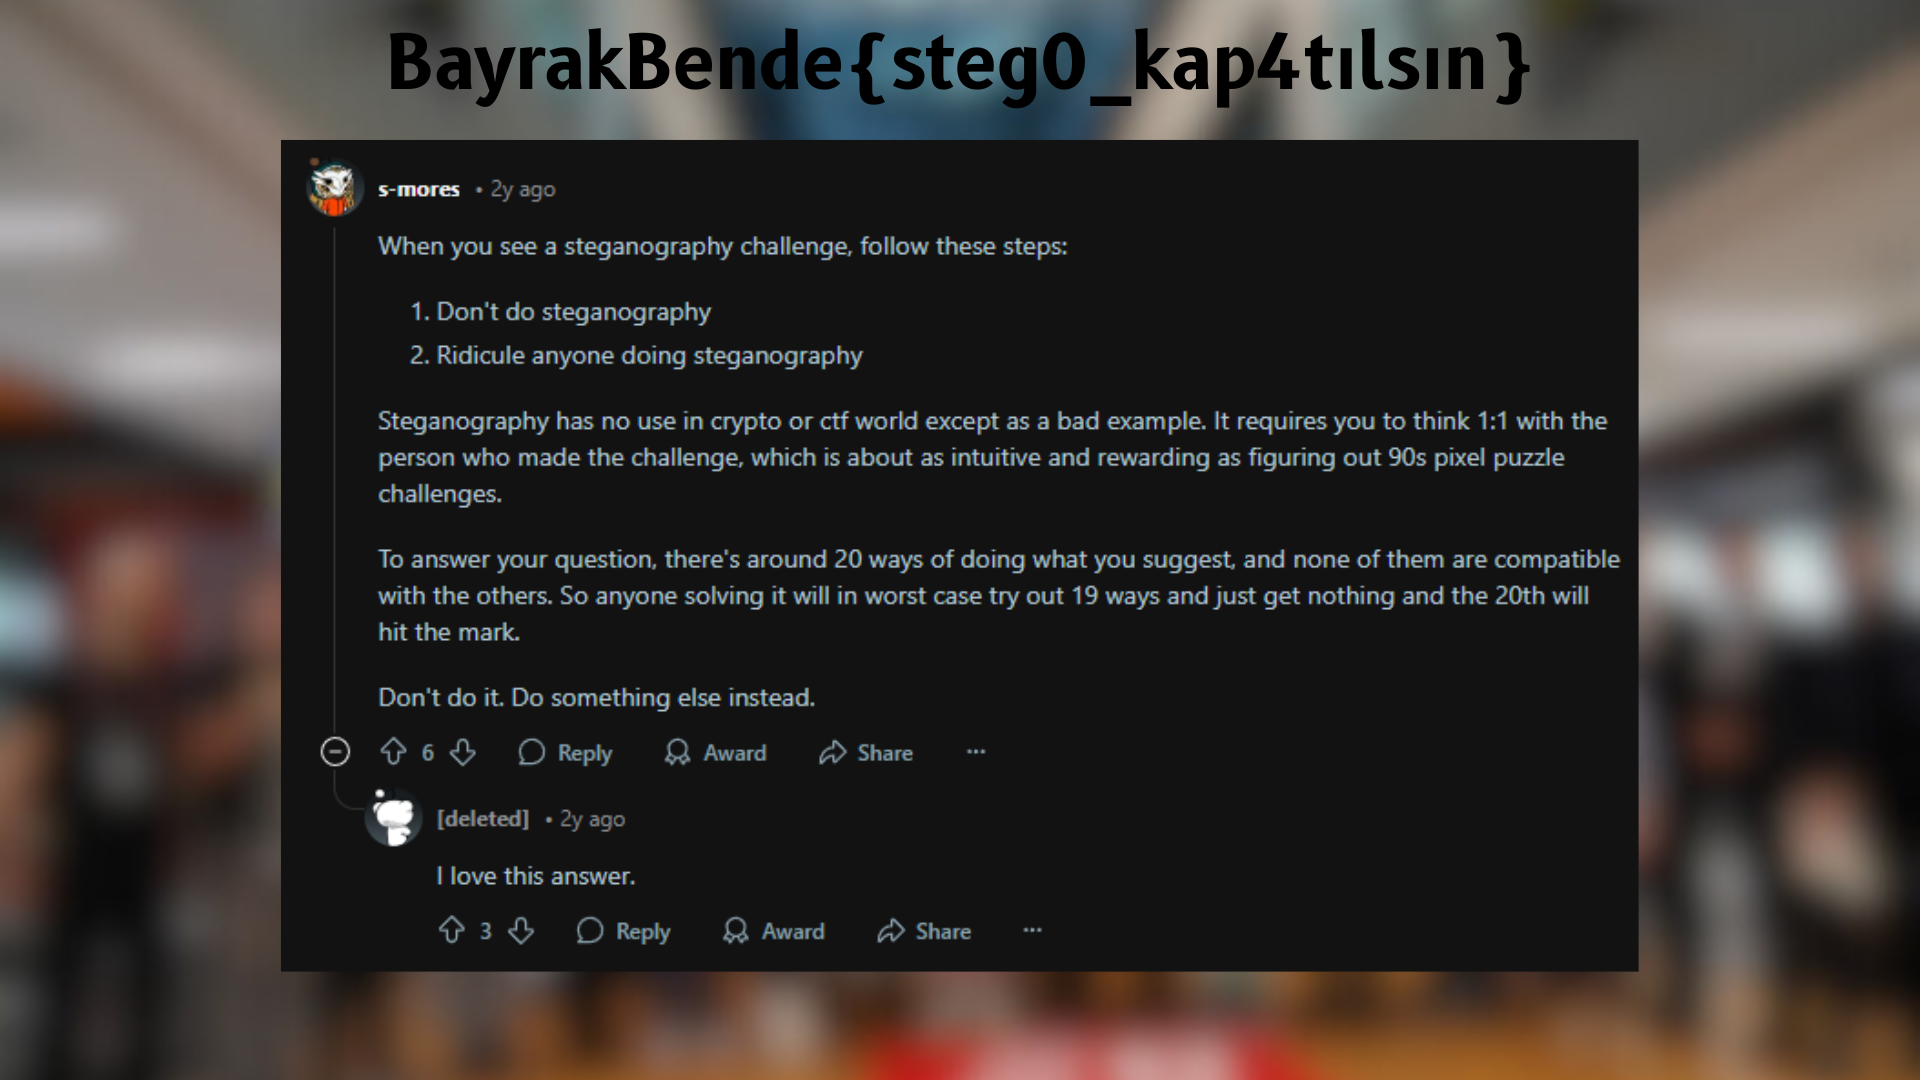 BayrakBende{steg0_kap4tılsın}
s-mores • 2y ago
When you see a steganography challenge, follow these steps:
1. Don't do steganography
2. Ridicule anyone doing steganography
Steganography has no use in crypto or ctf world except as a bad example. It requires you to think 1:1 with the
person who made the challenge, which is about as intuitive and rewarding as figuring out 90s pixel puzzle
challenges.
To answer your question, there's around 20 ways of doing what you suggest, and none of them are compatible
with the others. So anyone solving it will in worst case try out 19 ways and just get nothing and the 20th will
hit the mark.
Don't do it. Do something else instead.
6 Reply Award Share ...
[deleted] • 2y ago
I love this answer.
3 Reply Award Share ...